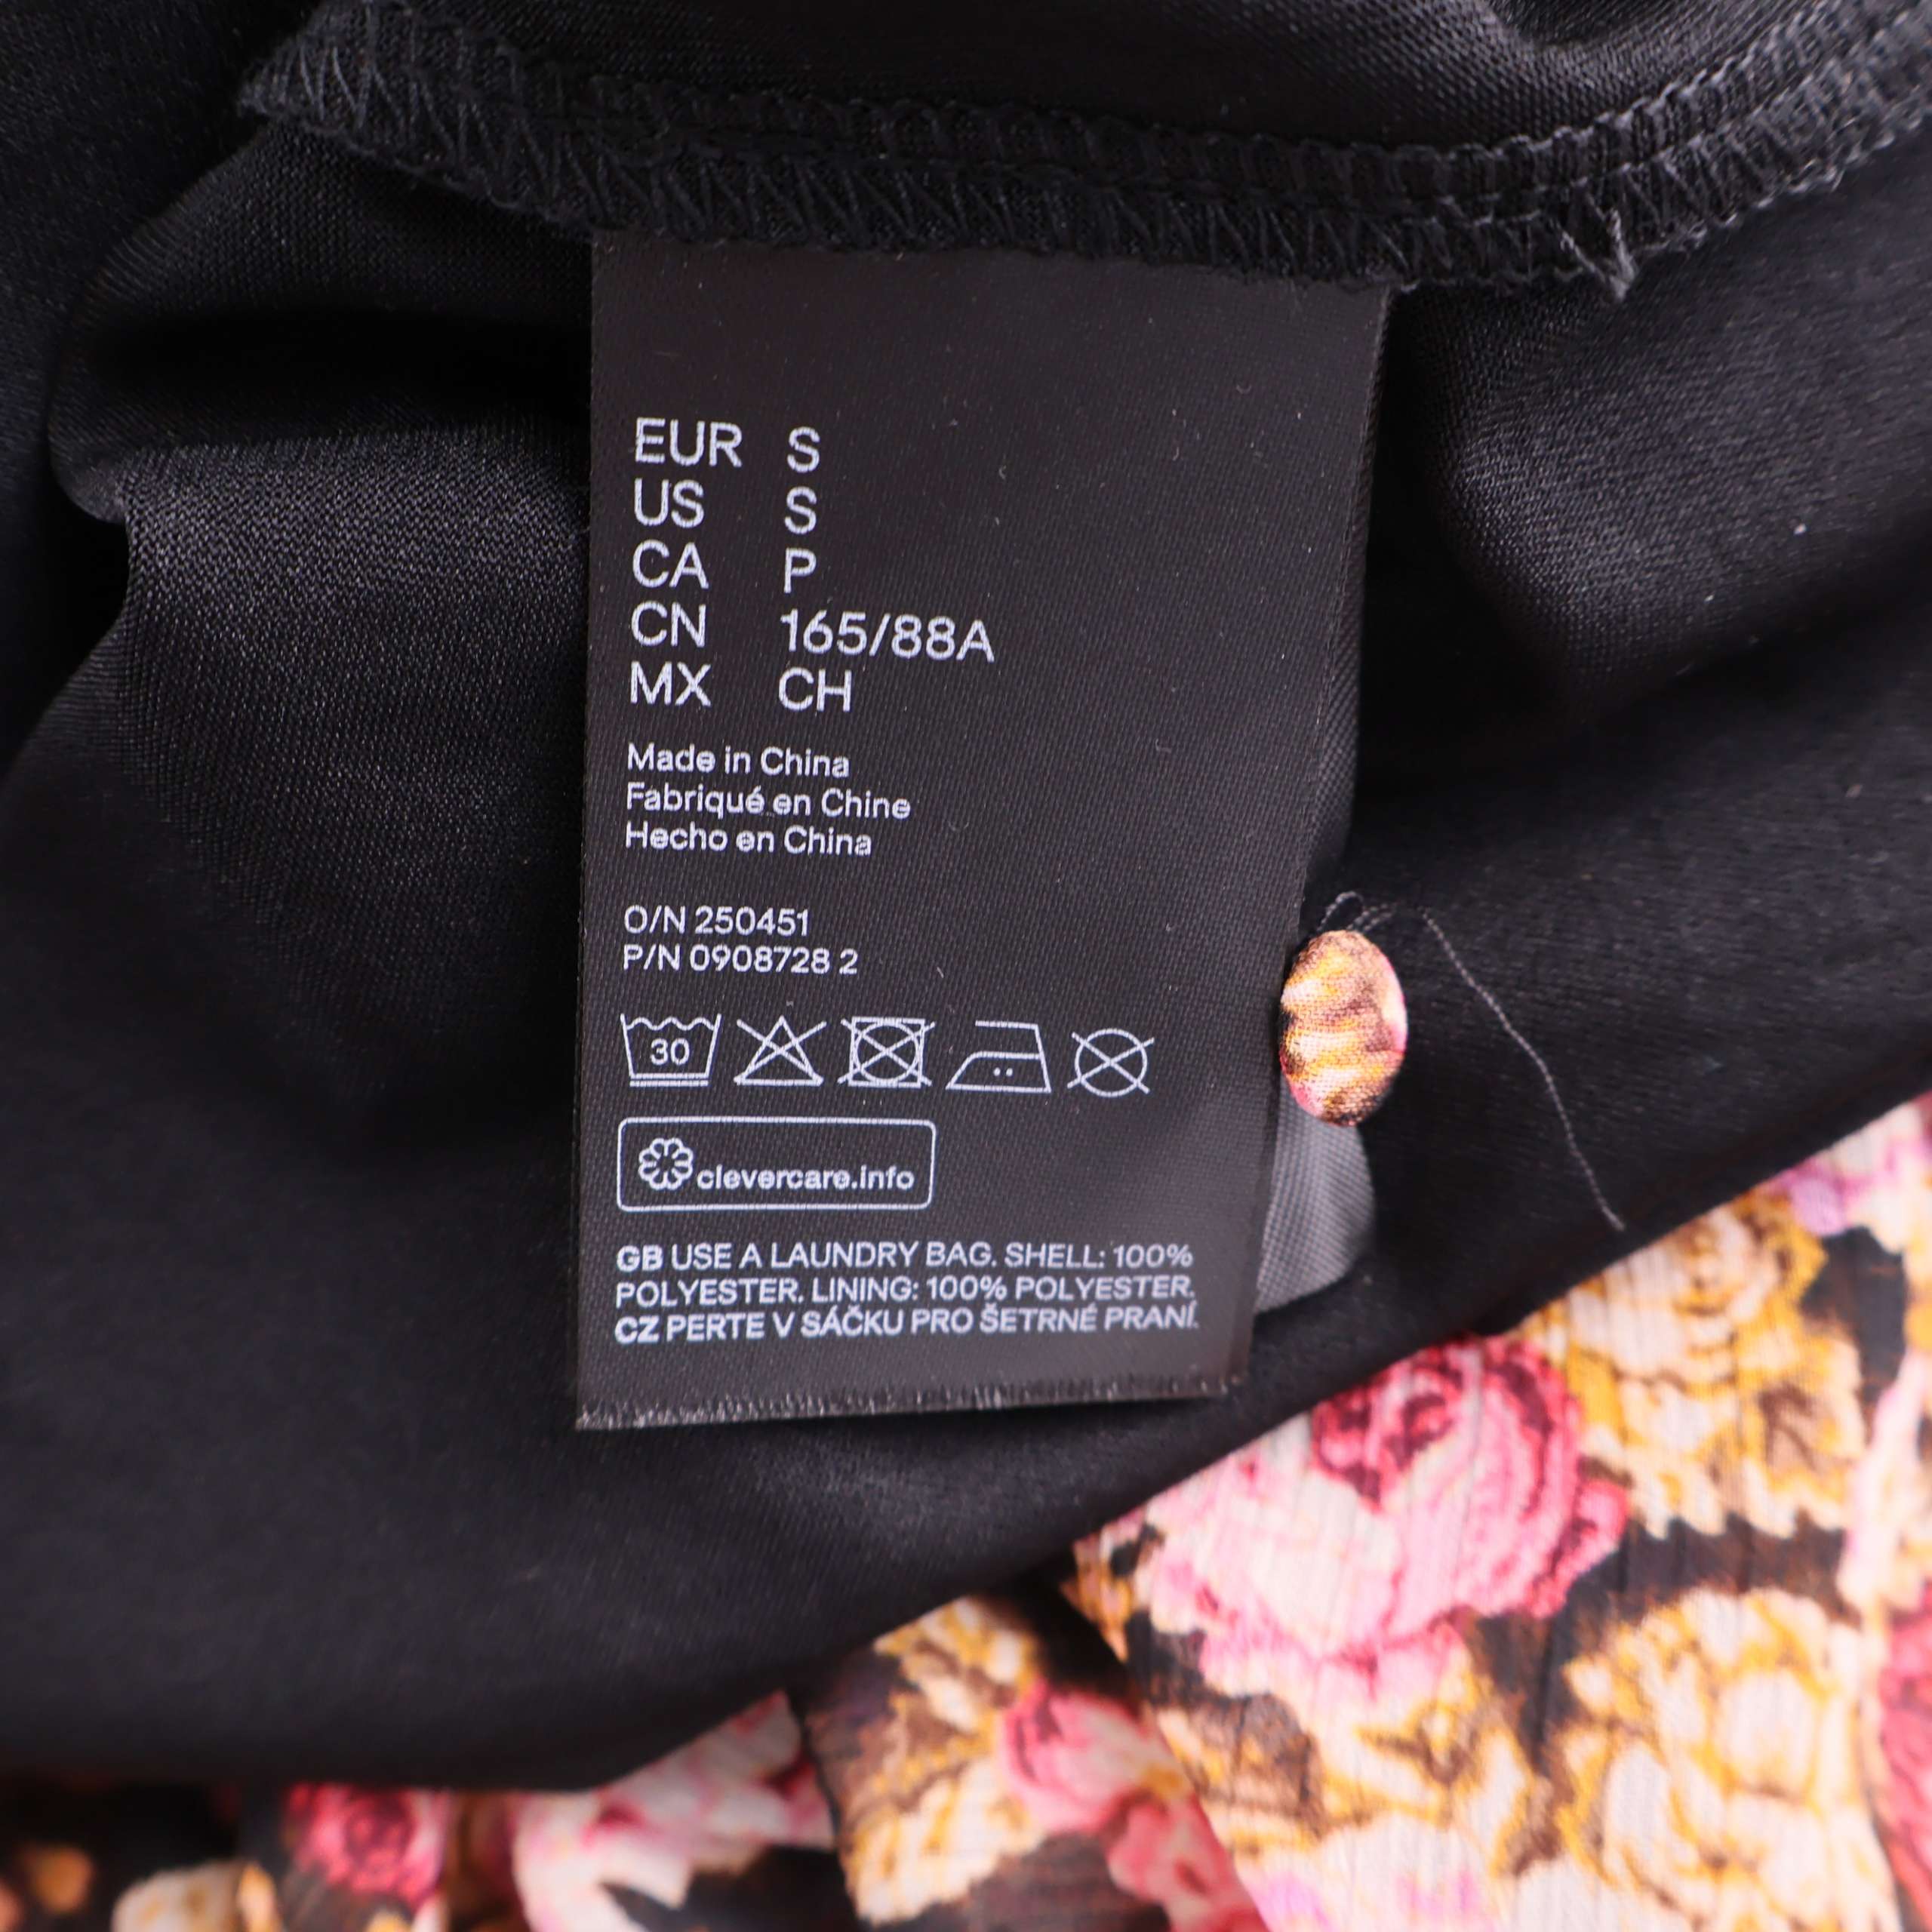 EUR S
US S
CA P
CN 165/88A
MX CH
Made in China
Fabriqué en Chine
Hecho en China
O/N 250451
P/N 0908728 2
30
clevercare.info
GB USE A LAUNDRY BAG. SHELL: 100%
POLYESTER. LINING: 100% POLYESTER.
CZ PERTE V SÁČKU PRO ŠETRNÉ PRANÍ.